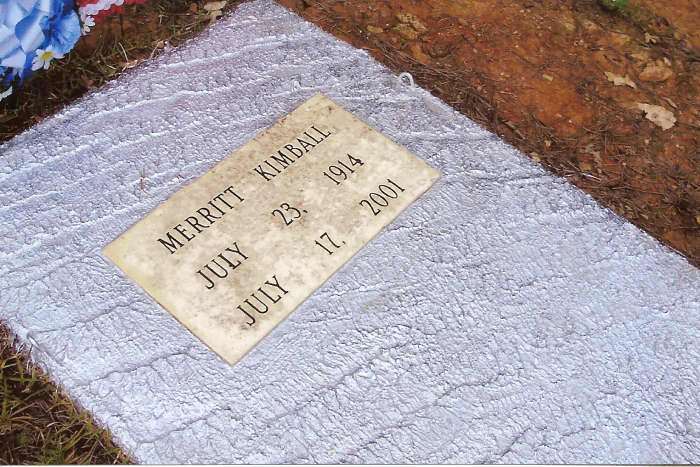 MERRITT KIMBALL
JULY 23, 1914
JULY 17, 2001